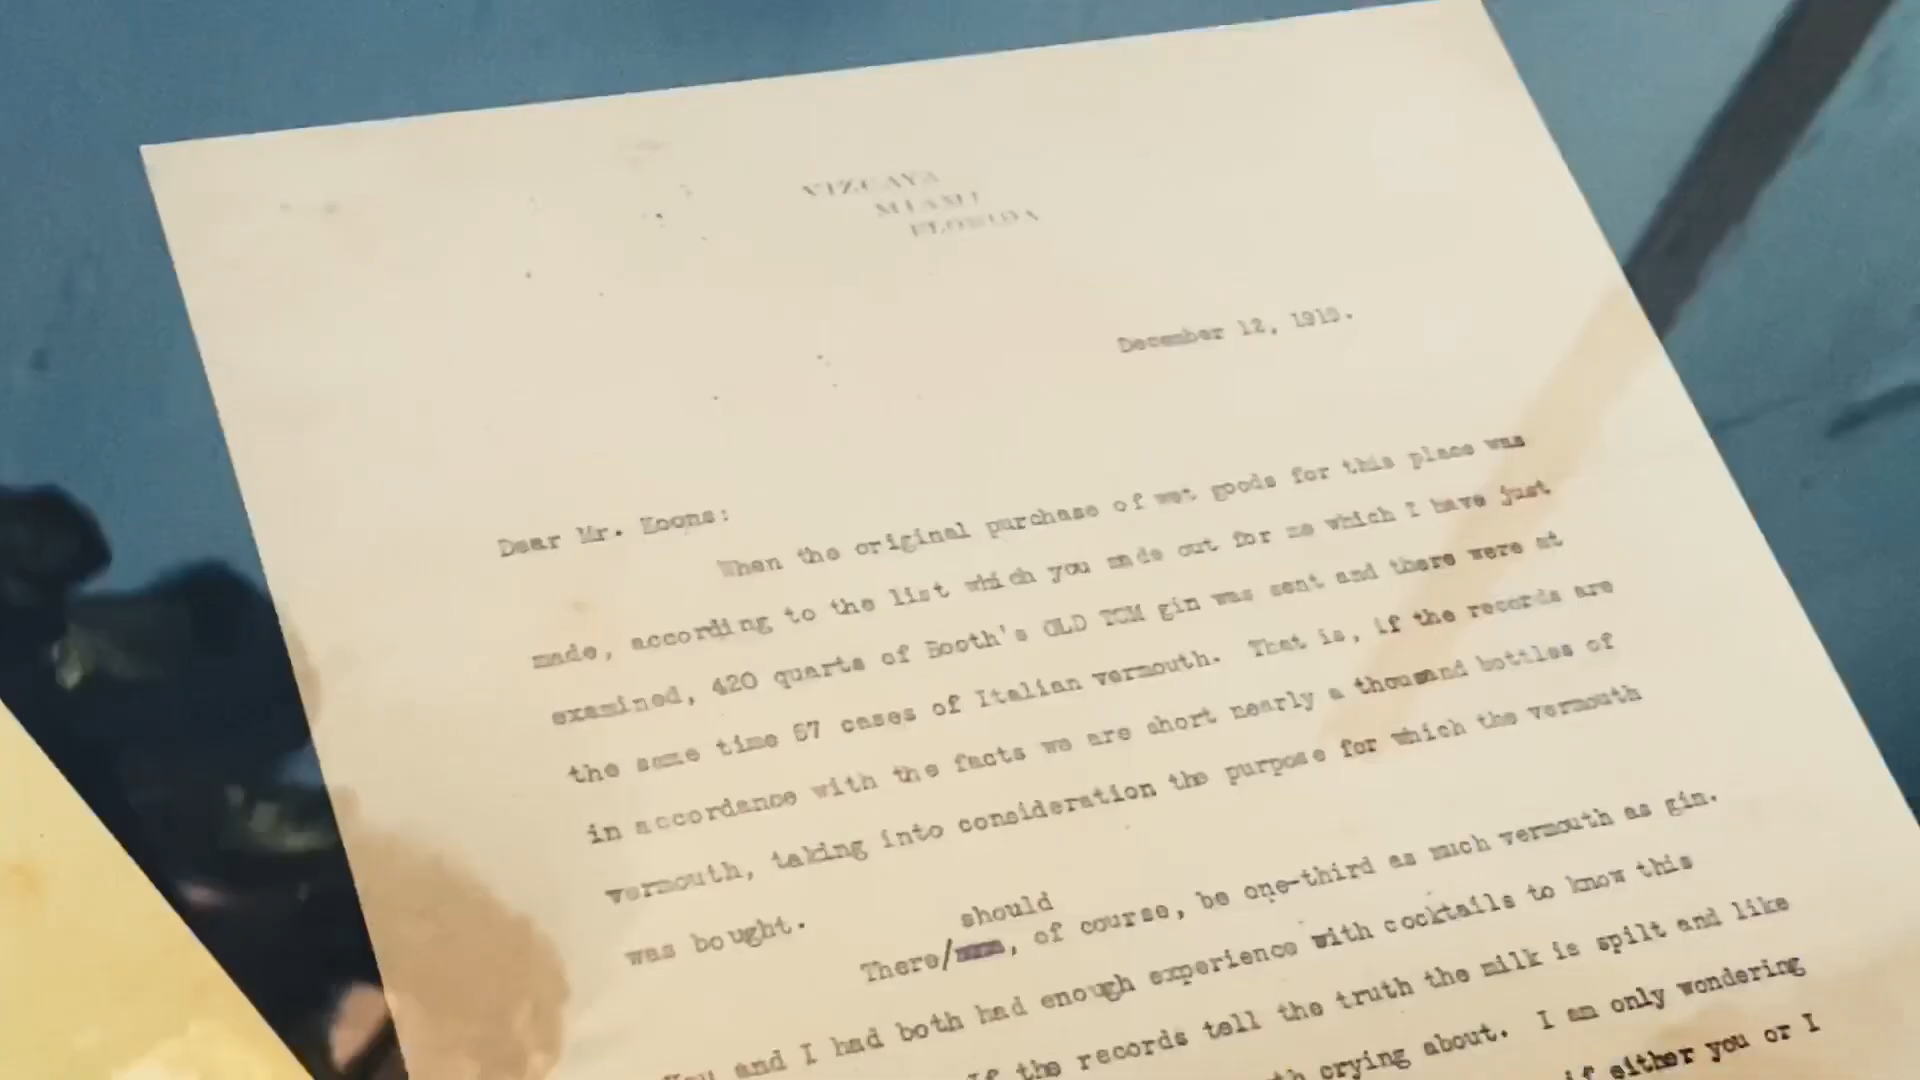 VIZCAYA
MIAMI
FLORIDA
December 12, 1918.
Dear Mr. Koons:
When the original purchase of wet goods for this place was
made, according to the list which you made out for me which I have just
examined, 420 quarts of Booth's OLD TOM gin was sent and there were at
the same time 67 cases of Italian vermouth. That is, if the records are
in accordance with the facts we are short nearly a thousand bottles of
vermouth, taking into consideration the purpose for which the vermouth
was bought.
should
There/, of course, be one-third as much vermouth as gin.
You and I had both had enough experience with cocktails to know this
If the records tell the truth the milk is spilt and like
crying about. I am only wondering
if either you or I